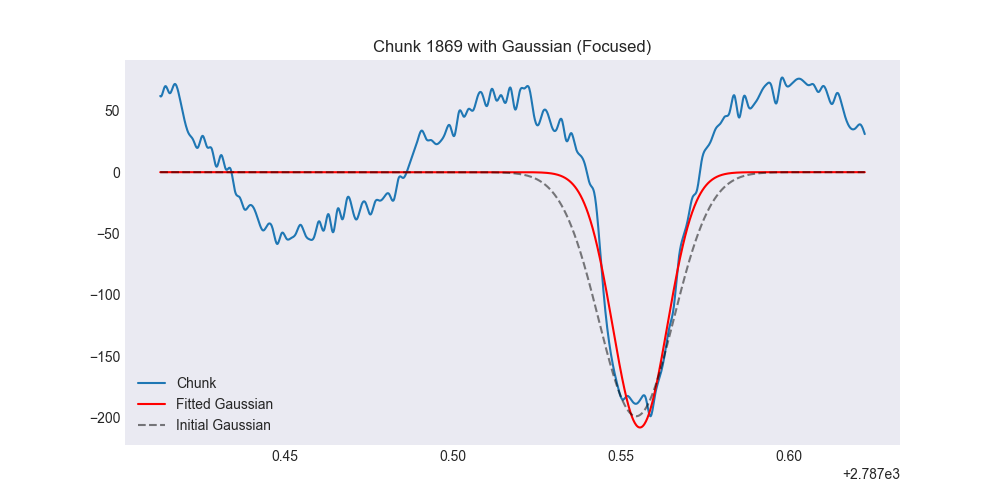 Chunk 1869 with Gaussian (Focused)
50
0
−50
−100
−150
−200
Chunk
Fitted Gaussian
Initial Gaussian
0.45 0.50 0.55 0.60
+2.787e3